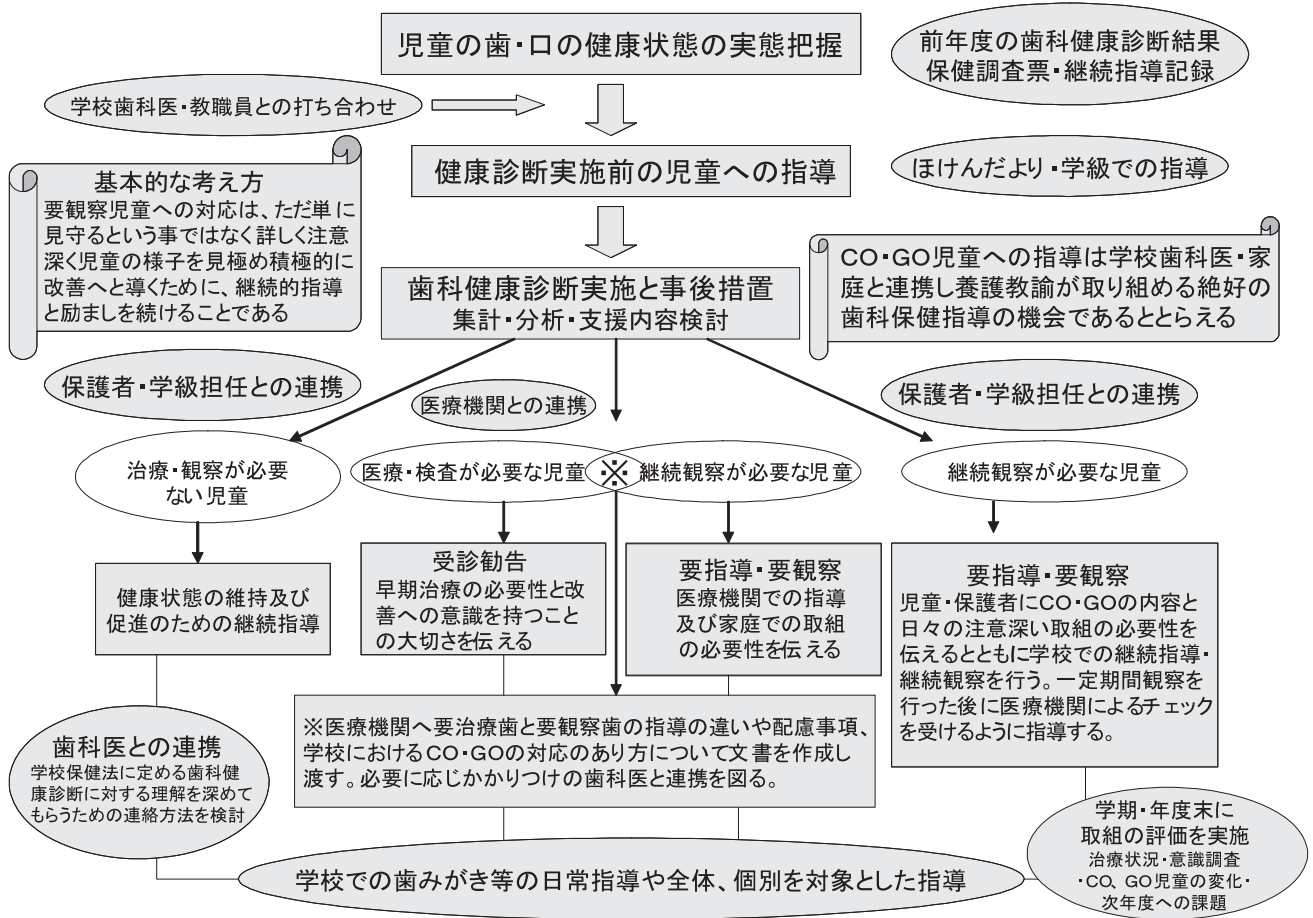 児童の歯・口の健康状態の実態把握
前年度の歯科健康診断結果
保健調査票・継続指導記録
学校歯科医・教職員との打ち合わせ
健康診断実施前の児童への指導
ほけんだより・学級での指導
基本的な考え方
要観察児童への対応は、ただ単に
見守るという事ではなく詳しく注意
深く児童の様子を見極め積極的に
改善へと導くために、継続的指導
と励ましを続けることである
歯科健康診断実施と事後措置
集計・分析・支援内容検討
CO・GO児童への指導は学校歯科医・家
庭と連携し養護教諭が取り組める絶好の
歯科保健指導の機会であるととらえる
保護者・学級担任との連携
医療機関との連携
保護者・学級担任との連携
治療・観察が必要
ない児童
医療・検査が必要な児童
※
継続観察が必要な児童
継続観察が必要な児童
健康状態の維持及び
促進のための継続指導
受診勧告
早期治療の必要性と改
善への意識を持つこと
の大切さを伝える
要指導・要観察
医療機関での指導
及び家庭での取組
の必要性を伝える
要指導・要観察
児童・保護者にCO・GOの内容と
日々の注意深い取組の必要性を
伝えるとともに学校での継続指導・
継続観察を行う。一定期間観察を
行った後に医療機関によるチェック
を受けるように指導する。
※医療機関へ要治療歯と要観察歯の指導の違いや配慮事項、
学校におけるCO・GOの対応のあり方について文書を作成し
渡す。必要に応じかかりつけの歯科医と連携を図る。
歯科医との連携
学校保健法に定める歯科健
康診断に対する理解を深めて
もらうための連絡方法を検討
学期・年度末に
取組の評価を実施
治療状況・意識調査
・CO、GO児童の変化・
次年度への課題
学校での歯みがき等の日常指導や全体、個別を対象とした指導